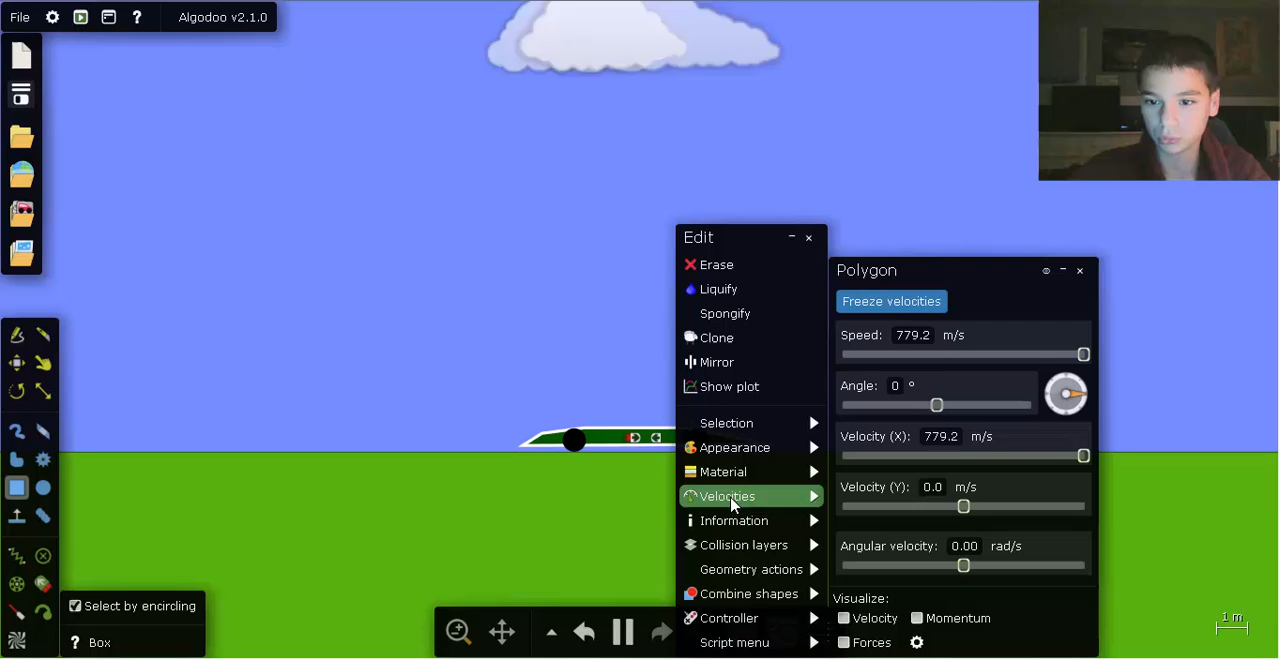 File ? Algodoo v2.1.0
Edit
Erase
Liquify
Spongify
Clone
Mirror
Show plot
Selection
Appearance
Material
Velocities
Information
Collision layers
Geometry actions
Combine shapes
Controller
Script menu
Polygon
Freeze velocities
Speed: 779.2 m/s
Angle: 0 °
Velocity (X): 779.2 m/s
Velocity (Y): 0.0 m/s
Angular velocity: 0.00 rad/s
Visualize:
Velocity Momentum
Forces
Select by encircling
? Box
1 m